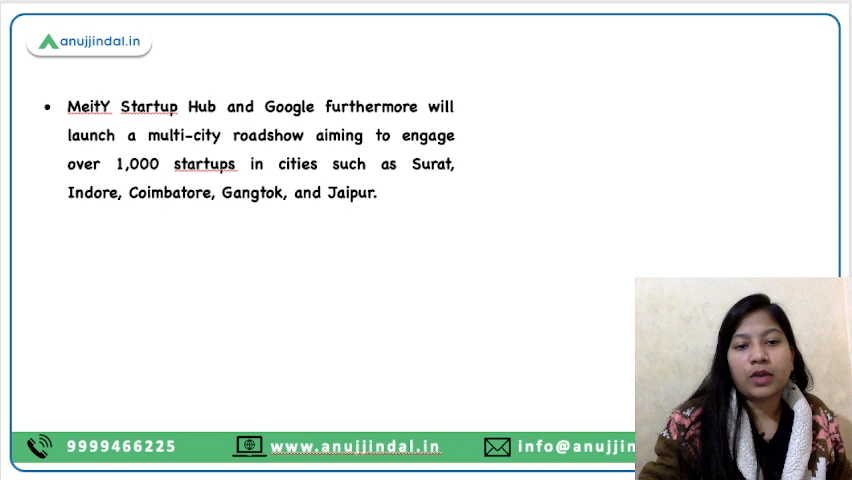 anujjindal.in
• MeitY Startup Hub and Google furthermore will
launch a multi-city roadshow aiming to engage
over 1,000 startups in cities such as Surat,
Indore, Coimbatore, Gangtok, and Jaipur.
9999466225 www.anujjindal.in info@anujjin